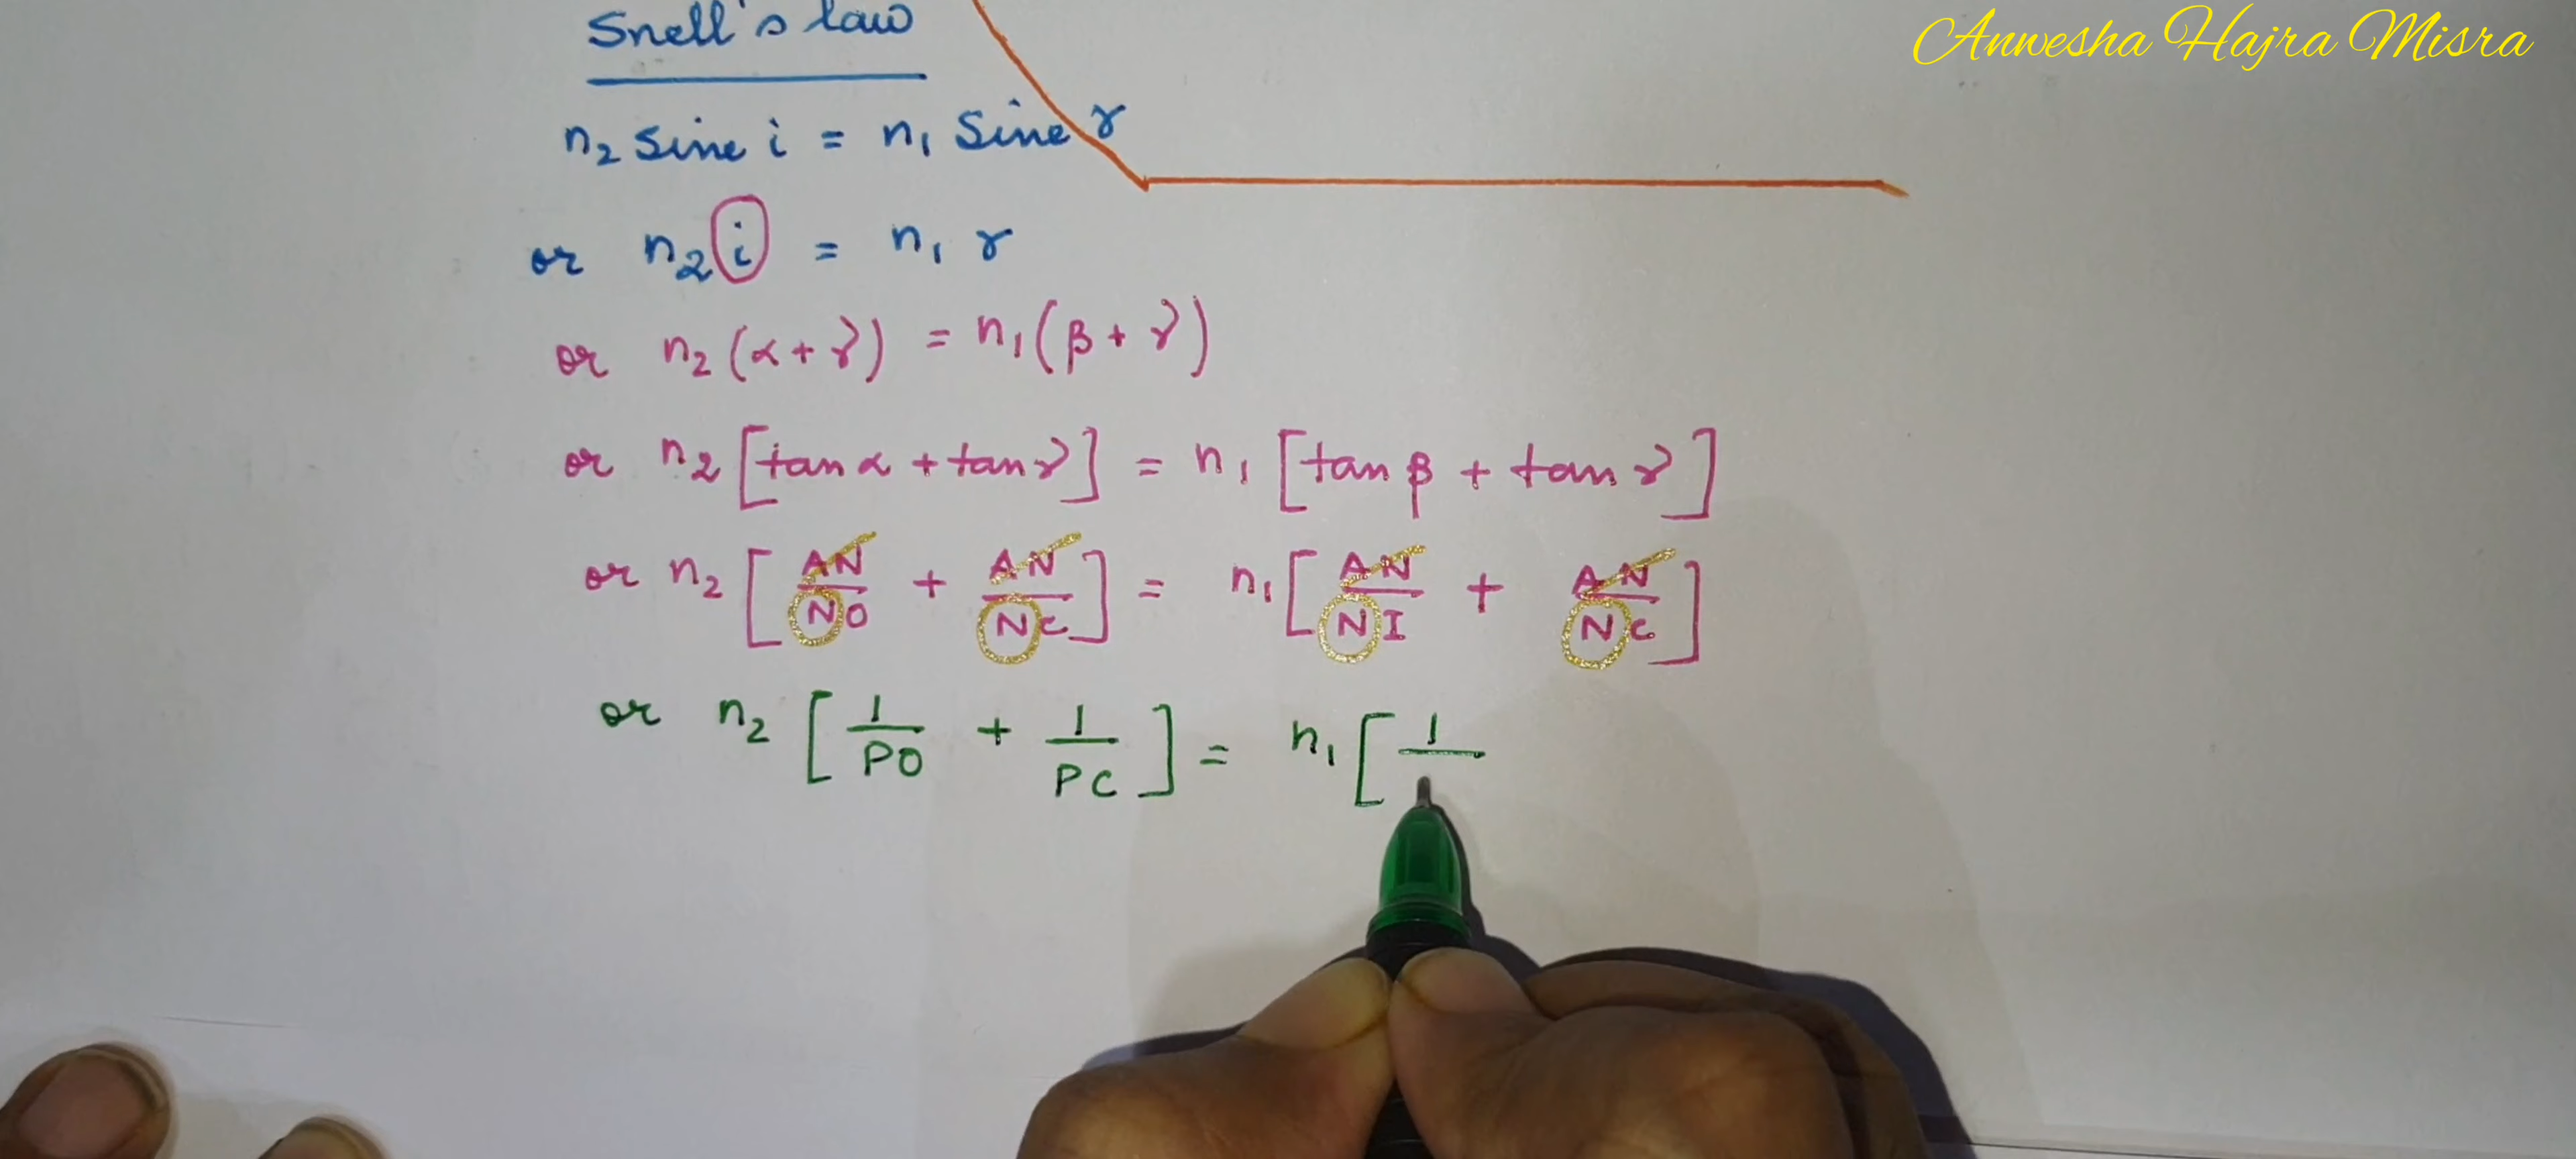 Anwesha Hajra Misra
Snell's law
n₂ Sine i = n₁ Sine r
or n₂ i = n₁ r
or n₂ (α + γ) = n₁ (β + γ)
or n₂ [tan α + tan γ] = n₁ [tan β + tan γ]
or n₂ [AN/NO + AN/NC] = n₁ [AN/NI + AN/NC]
or n₂ [1/PO + 1/PC] = n₁ [1/